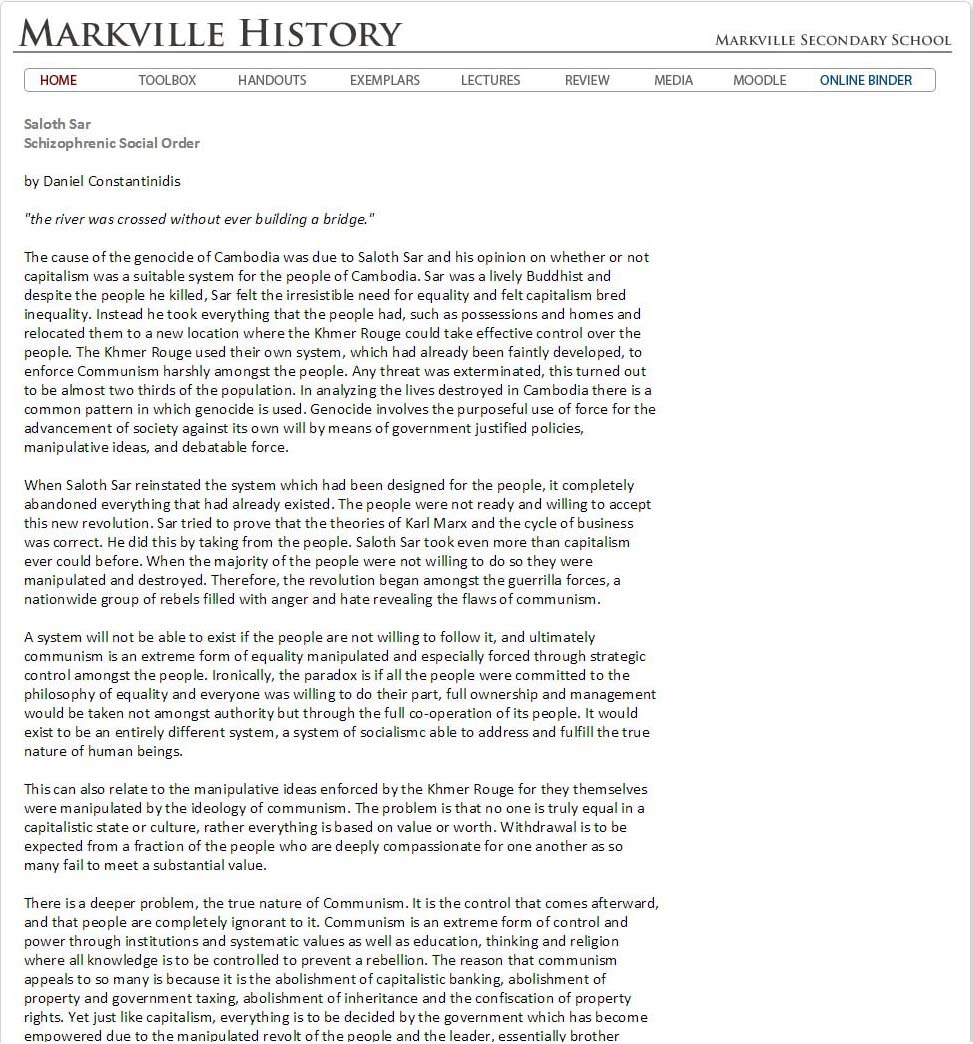 Markville History
Markville Secondary School
HOME TOOLBOX HANDOUTS EXEMPLARS LECTURES REVIEW MEDIA MOODLE ONLINE BINDER
Saloth Sar
Schizophrenic Social Order
by Daniel Constantinidis
"the river was crossed without ever building a bridge."
The cause of the genocide of Cambodia was due to Saloth Sar and his opinion on whether or not
capitalism was a suitable system for the people of Cambodia. Sar was a lively Buddhist and
despite the people he killed, Sar felt the irresistible need for equality and felt capitalism bred
inequality. Instead he took everything that the people had, such as possessions and homes and
relocated them to a new location where the Khmer Rouge could take effective control over the
people. The Khmer Rouge used their own system, which had already been faintly developed, to
enforce Communism harshly amongst the people. Any threat was exterminated, this turned out
to be almost two thirds of the population. In analyzing the lives destroyed in Cambodia there is a
common pattern in which genocide is used. Genocide involves the purposeful use of force for the
advancement of society against its own will by means of government justified policies,
manipulative ideas, and debatable force.
When Saloth Sar reinstated the system which had been designed for the people, it completely
abandoned everything that had already existed. The people were not ready and willing to accept
this new revolution. Sar tried to prove that the theories of Karl Marx and the cycle of business
was correct. He did this by taking from the people. Saloth Sar took even more than capitalism
ever could before. When the majority of the people were not willing to do so they were
manipulated and destroyed. Therefore, the revolution began amongst the guerrilla forces, a
nationwide group of rebels filled with anger and hate revealing the flaws of communism.
A system will not be able to exist if the people are not willing to follow it, and ultimately
communism is an extreme form of equality manipulated and especially forced through strategic
control amongst the people. Ironically, the paradox is if all the people were committed to the
philosophy of equality and everyone was willing to do their part, full ownership and management
would be taken not amongst authority but through the full co-operation of its people. It would
exist to be an entirely different system, a system of socialismc able to address and fulfill the true
nature of human beings.
This can also relate to the manipulative ideas enforced by the Khmer Rouge for they themselves
were manipulated by the ideology of communism. The problem is that no one is truly equal in a
capitalistic state or culture, rather everything is based on value or worth. Withdrawal is to be
expected from a fraction of the people who are deeply compassionate for one another as so
many fail to meet a substantial value.
There is a deeper problem, the true nature of Communism. It is the control that comes afterward,
and that people are completely ignorant to it. Communism is an extreme form of control and
power through institutions and systematic values as well as education, thinking and religion
where all knowledge is to be controlled to prevent a rebellion. The reason that communism
appeals to so many is because it is the abolishment of capitalistic banking, abolishment of
property and government taxing, abolishment of inheritance and the confiscation of property
rights. Yet just like capitalism, everything is to be decided by the government which has become
empowered due to the manipulated revolt of the people and the leader, essentially brother